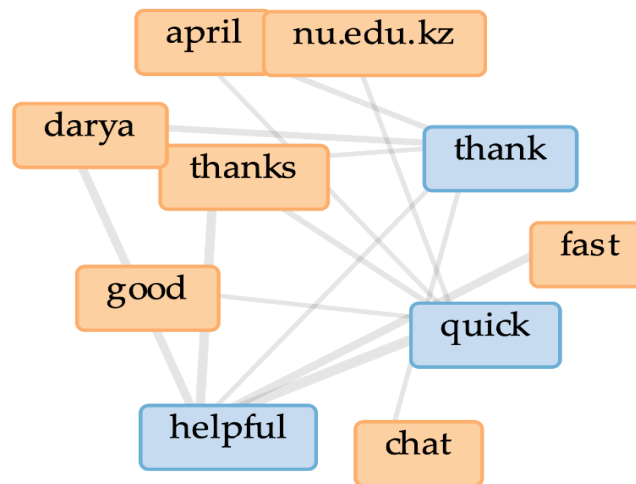 april
nu.edu.kz
darya
thank
thanks
fast
good
quick
helpful
chat